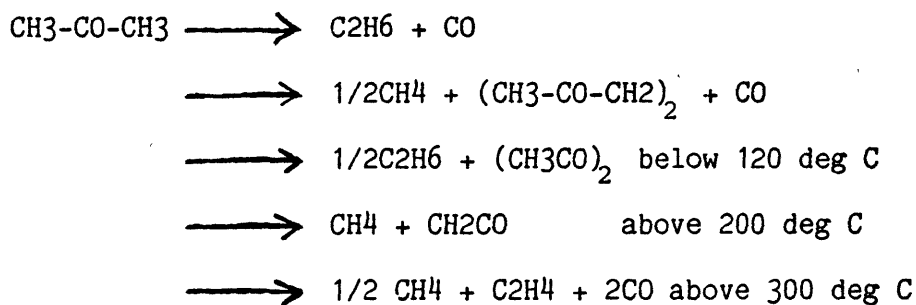 CH3-CO-CH3 ⟶ C2H6 + CO
⟶ 1/2CH4 + (CH3-CO-CH2)2 + CO
⟶ 1/2C2H6 + (CH3CO)2 below 120 deg C
⟶ CH4 + CH2CO above 200 deg C
⟶ 1/2 CH4 + C2H4 + 2CO above 300 deg C